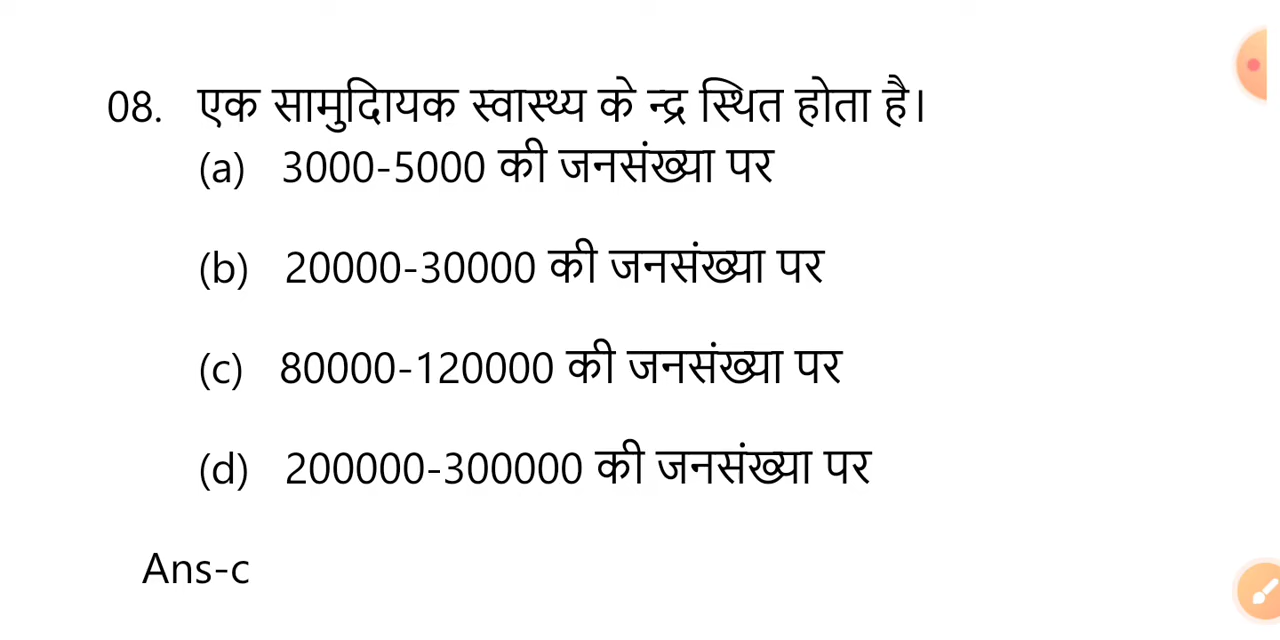 08. एक सामुदिायक स्वास्थ्य के न्द्र स्थित होता है।
(a) 3000-5000 की जनसंख्या पर
(b) 20000-30000 की जनसंख्या पर
(c) 80000-120000 की जनसंख्या पर
(d) 200000-300000 की जनसंख्या पर
Ans-c